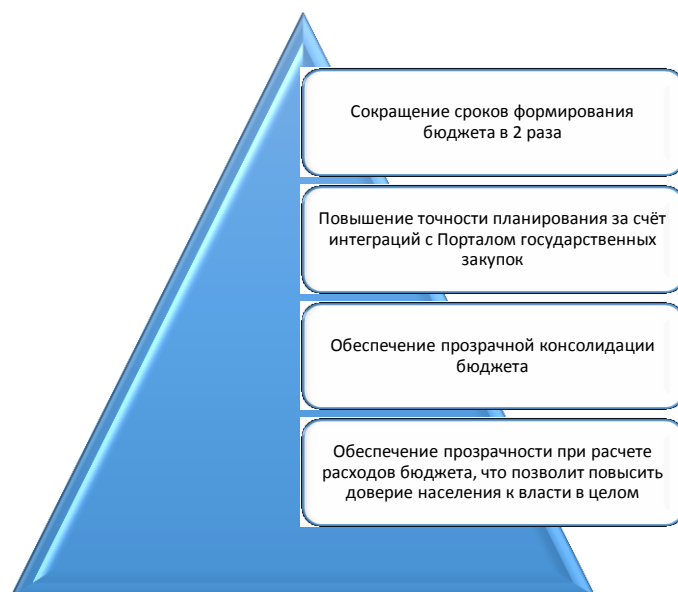 Сокращение сроков формирования
бюджета в 2 раза
Повышение точности планирования за счёт
интеграций с Порталом государственных
закупок
Обеспечение прозрачной консолидации
бюджета
Обеспечение прозрачности при расчете
расходов бюджета, что позволит повысить
доверие населения к власти в целом